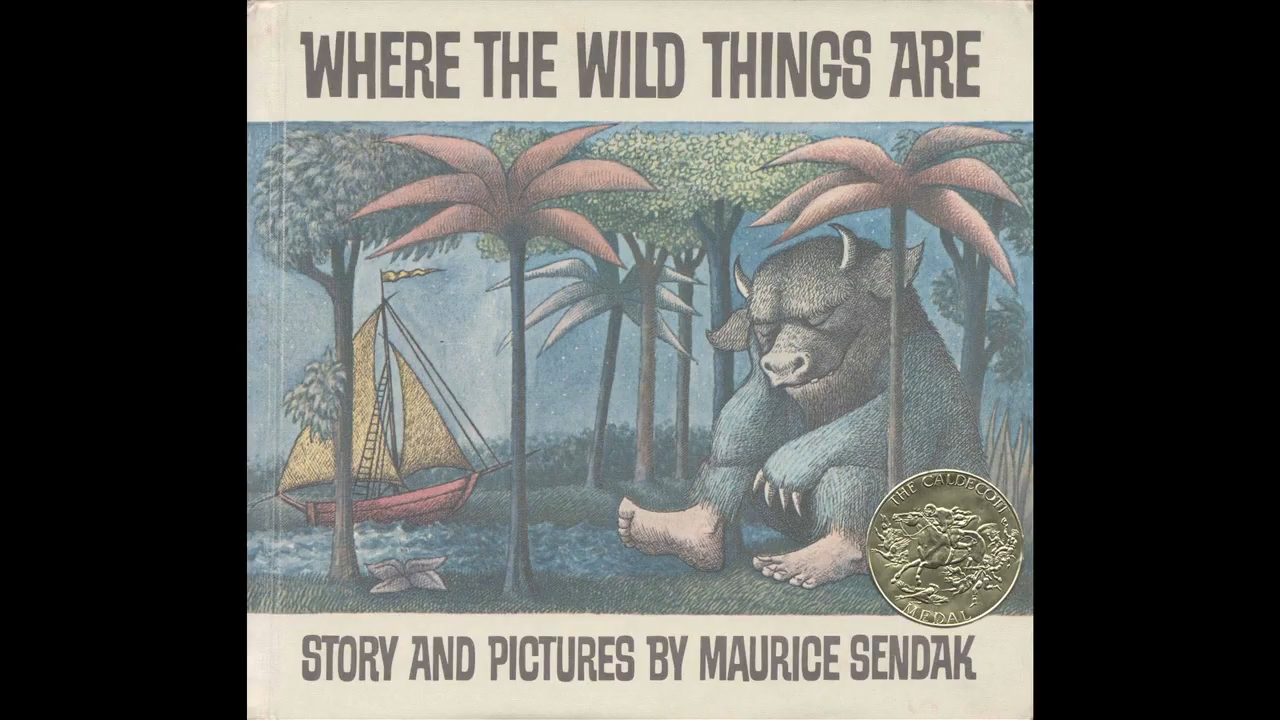 WHERE THE WILD THINGS ARE
THE CALDECOTT
MEDAL
STORY AND PICTURES BY MAURICE SENDAK